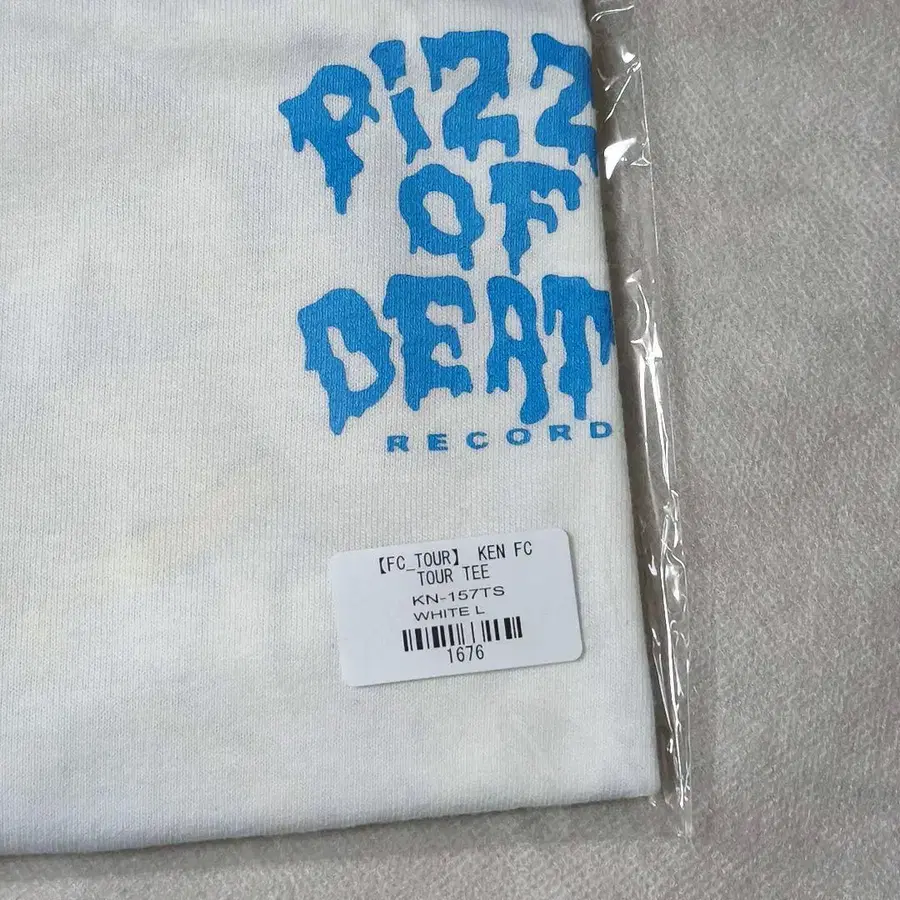 PiZZ
OF
DEAT
RECORD
【FC_TOUR】 KEN FC
TOUR TEE
KN-157TS
WHITE L
1676